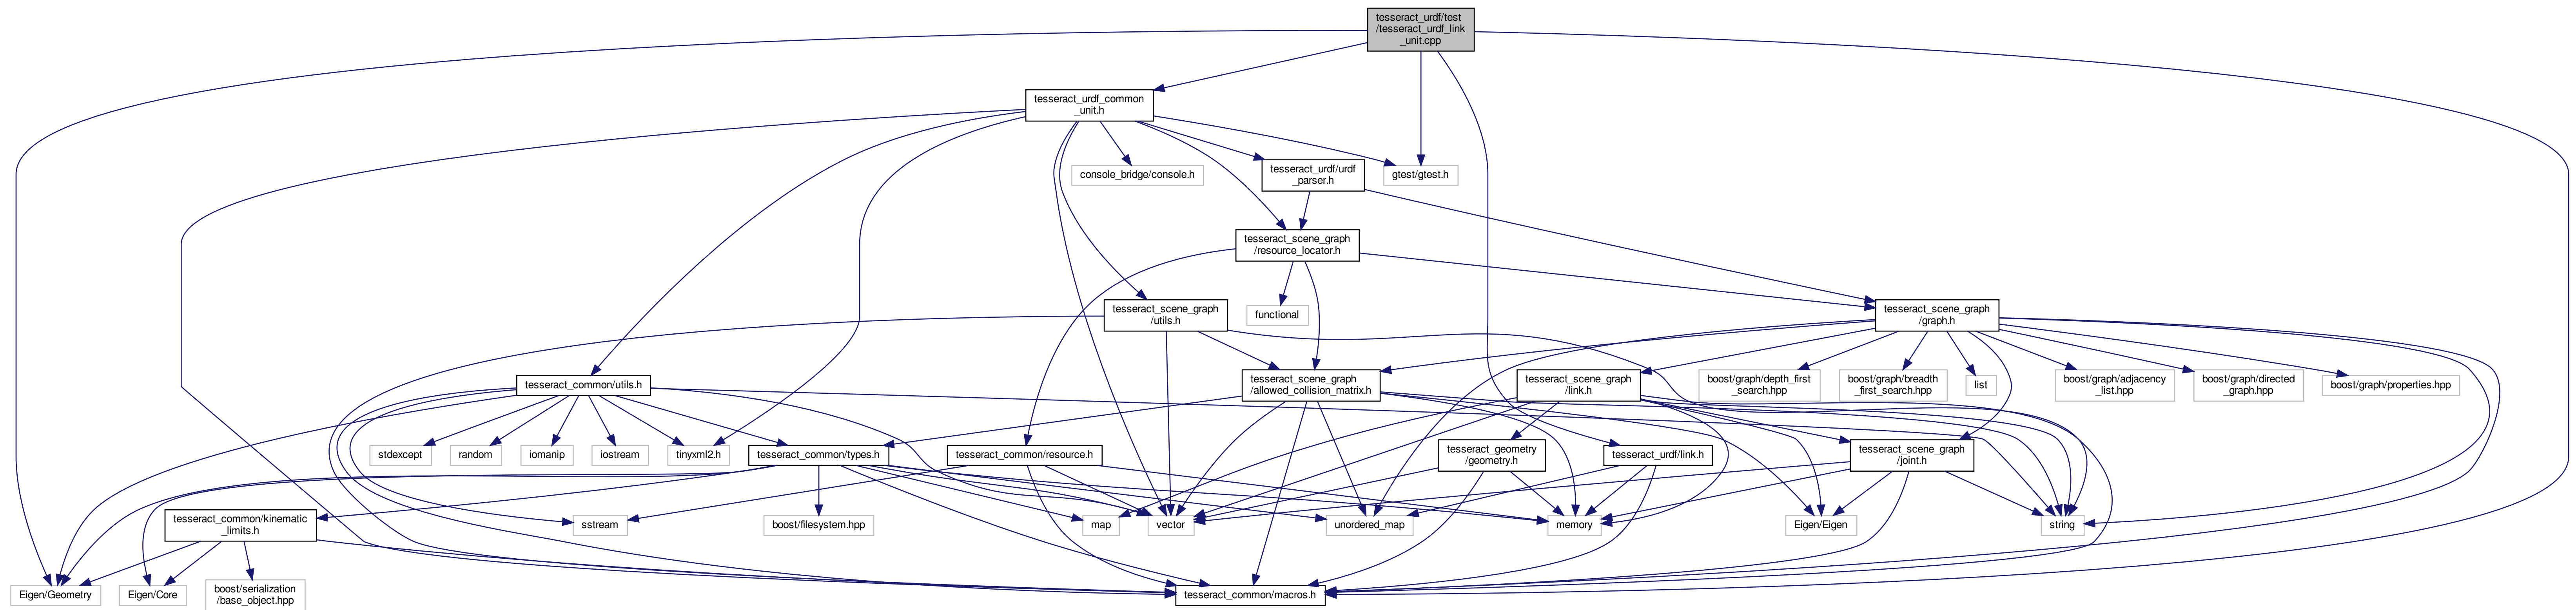 tesseract_urdf/test
/tesseract_urdf_link
_unit.cpp
tesseract_urdf_common
_unit.h
console_bridge/console.h
tesseract_urdf/urdf
_parser.h
gtest/gtest.h
tesseract_scene_graph
/resource_locator.h
tesseract_scene_graph
/utils.h
functional
tesseract_scene_graph
/graph.h
tesseract_common/utils.h
tesseract_scene_graph
/allowed_collision_matrix.h
tesseract_scene_graph
/link.h
boost/graph/depth_first
_search.hpp
boost/graph/breadth
_first_search.hpp
list
boost/graph/adjacency
_list.hpp
boost/graph/directed
_graph.hpp
boost/graph/properties.hpp
stdexcept
random
iomanip
iostream
tinyxml2.h
tesseract_common/types.h
tesseract_common/resource.h
tesseract_geometry
/geometry.h
tesseract_urdf/link.h
tesseract_scene_graph
/joint.h
tesseract_common/kinematic
_limits.h
sstream
boost/filesystem.hpp
map
vector
unordered_map
memory
Eigen/Eigen
string
Eigen/Geometry
Eigen/Core
boost/serialization
/base_object.hpp
tesseract_common/macros.h